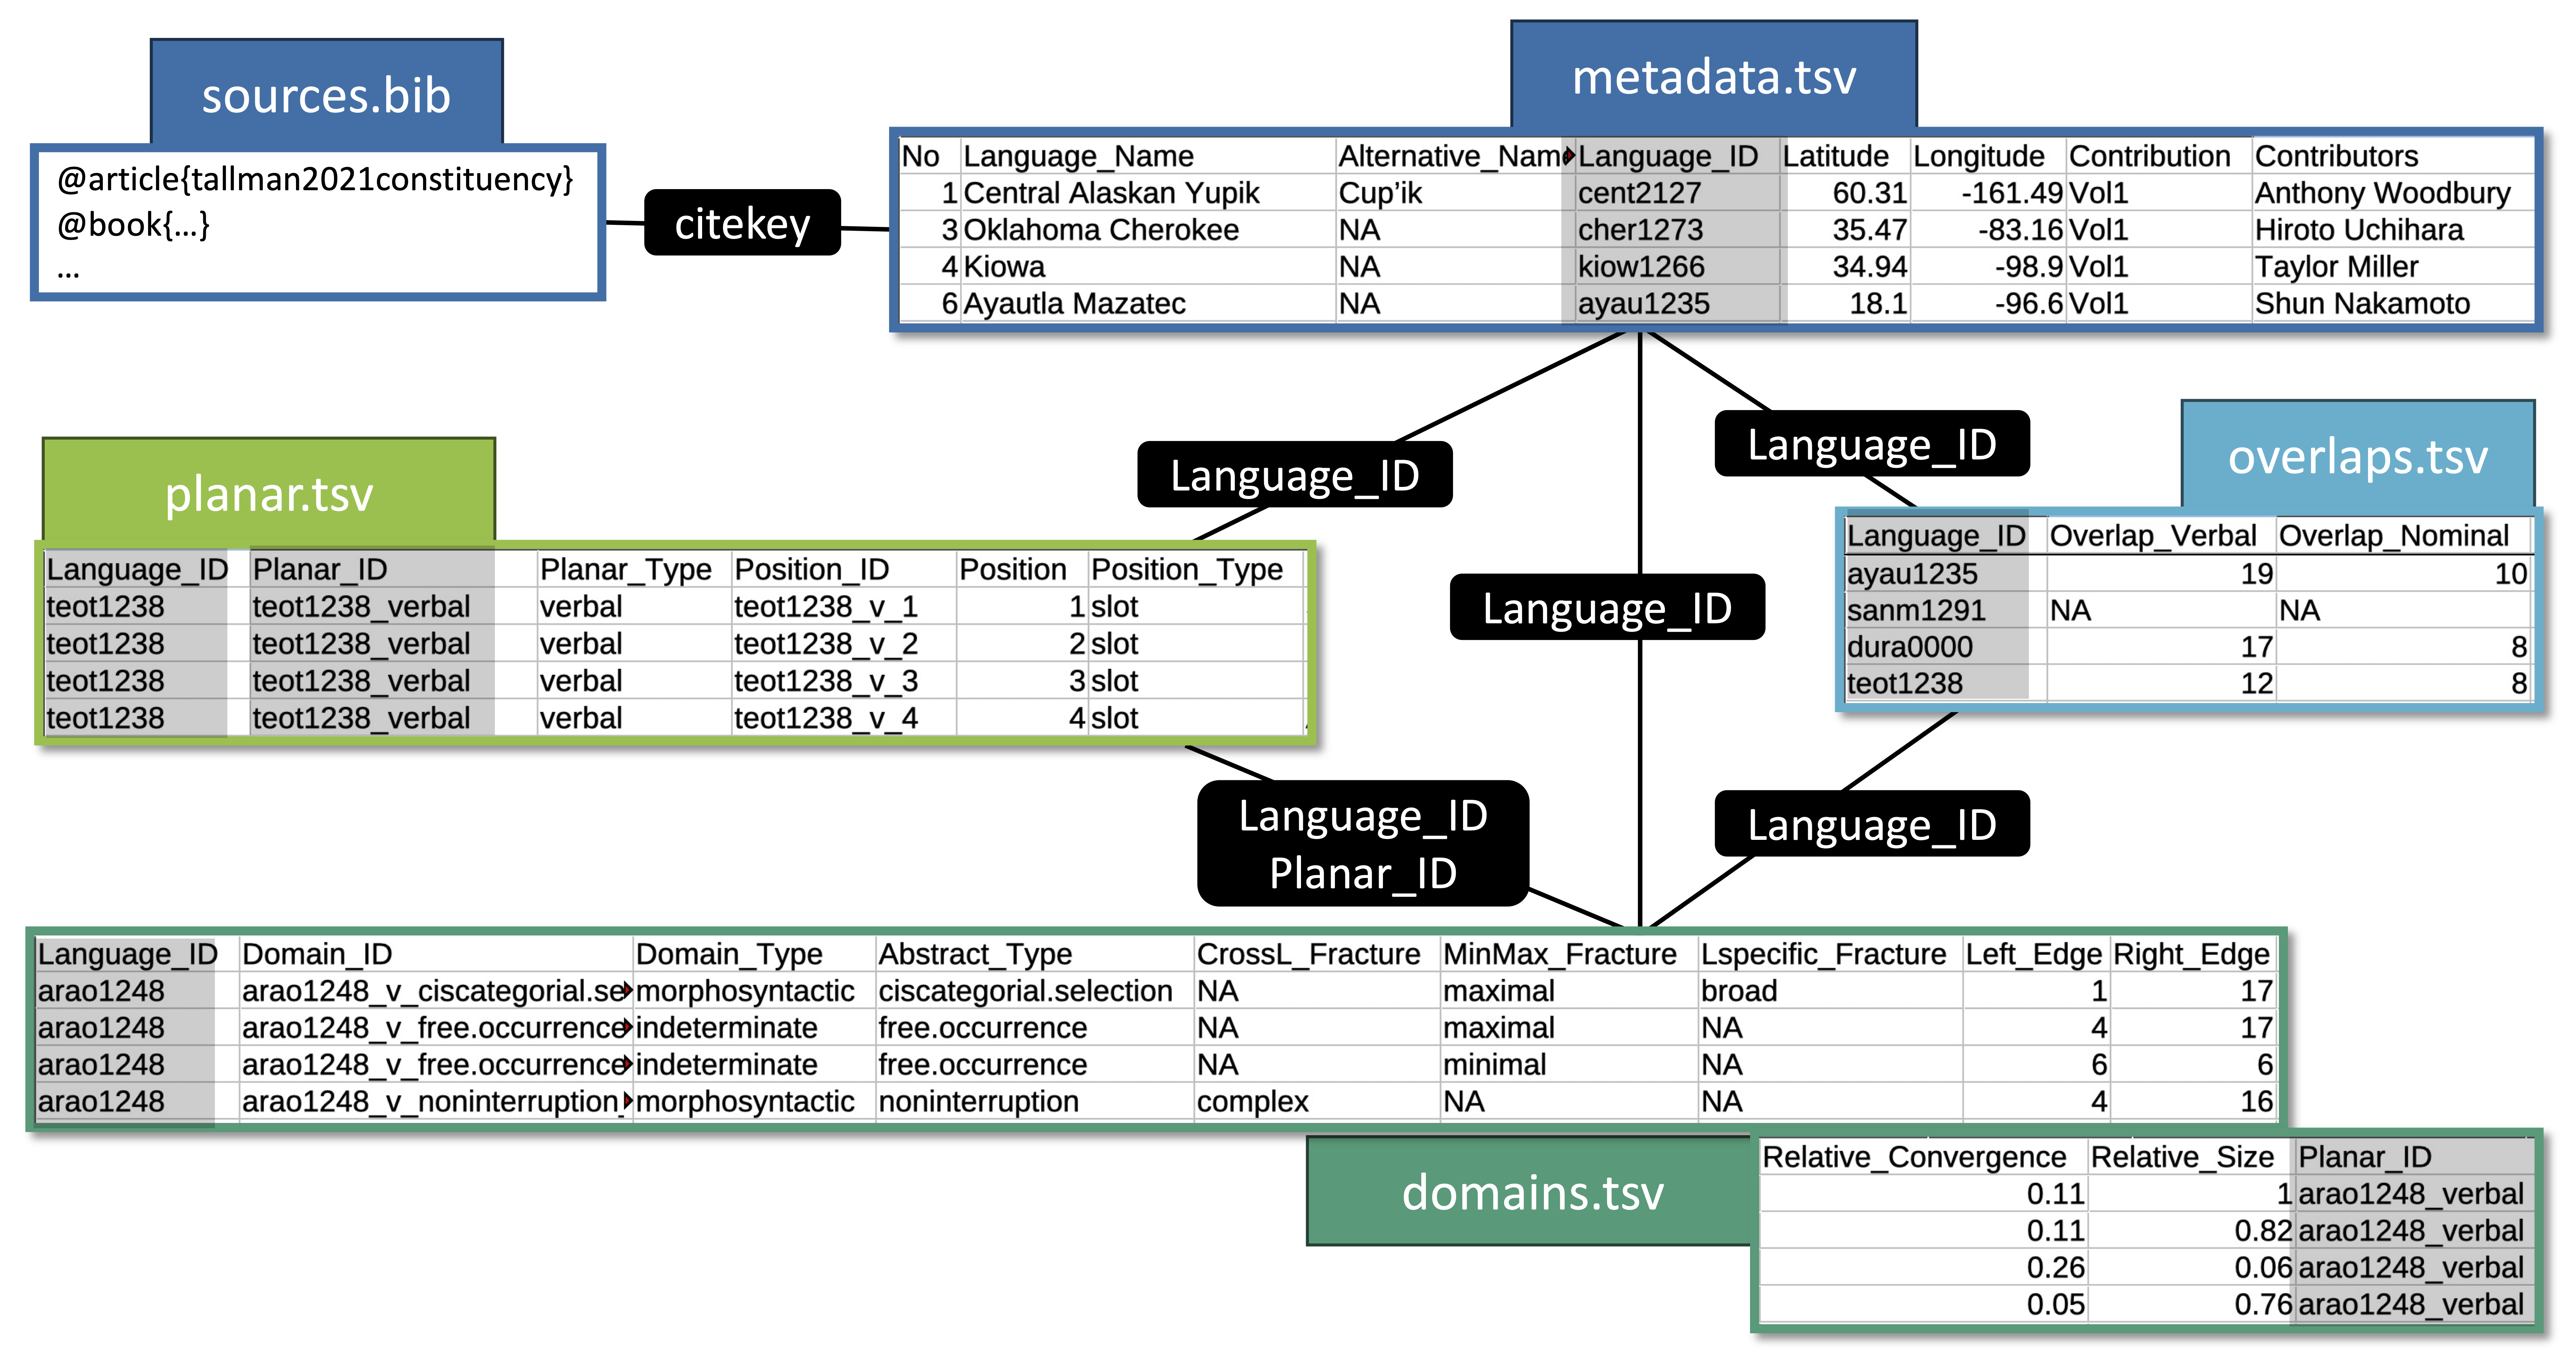 sources.bib
@article{tallman2021constituency}
@book{...}
...
citekey
metadata.tsv
No Language_Name Alternative_Name Language_ID Latitude Longitude Contribution Contributors
1 Central Alaskan Yupik Cup’ik cent2127 60.31 -161.49 Vol1 Anthony Woodbury
3 Oklahoma Cherokee NA cher1273 35.47 -83.16 Vol1 Hiroto Uchihara
4 Kiowa NA kiow1266 34.94 -98.9 Vol1 Taylor Miller
6 Ayautla Mazatec NA ayau1235 18.1 -96.6 Vol1 Shun Nakamoto
Language_ID
Language_ID
Language_ID
planar.tsv
Language_ID Planar_ID Planar_Type Position_ID Position Position_Type
teot1238 teot1238_verbal verbal teot1238_v_1 1 slot
teot1238 teot1238_verbal verbal teot1238_v_2 2 slot
teot1238 teot1238_verbal verbal teot1238_v_3 3 slot
teot1238 teot1238_verbal verbal teot1238_v_4 4 slot
overlaps.tsv
Language_ID Overlap_Verbal Overlap_Nominal
ayau1235 19 10
sanm1291 NA NA
dura0000 17 8
teot1238 12 8
Language_ID
Planar_ID
Language_ID
Language_ID Domain_ID Domain_Type Abstract_Type CrossL_Fracture MinMax_Fracture Lspecific_Fracture Left_Edge Right_Edge
arao1248 arao1248_v_ciscategorial.se morphosyntactic ciscategorial.selection NA maximal broad 1 17
arao1248 arao1248_v_free.occurrence indeterminate free.occurrence NA maximal NA 4 17
arao1248 arao1248_v_free.occurrence indeterminate free.occurrence NA minimal NA 6 6
arao1248 arao1248_v_noninterruption_ morphosyntactic noninterruption complex NA NA 4 16
domains.tsv
Relative_Convergence Relative_Size Planar_ID
0.11 1 arao1248_verbal
0.11 0.82 arao1248_verbal
0.26 0.06 arao1248_verbal
0.05 0.76 arao1248_verbal